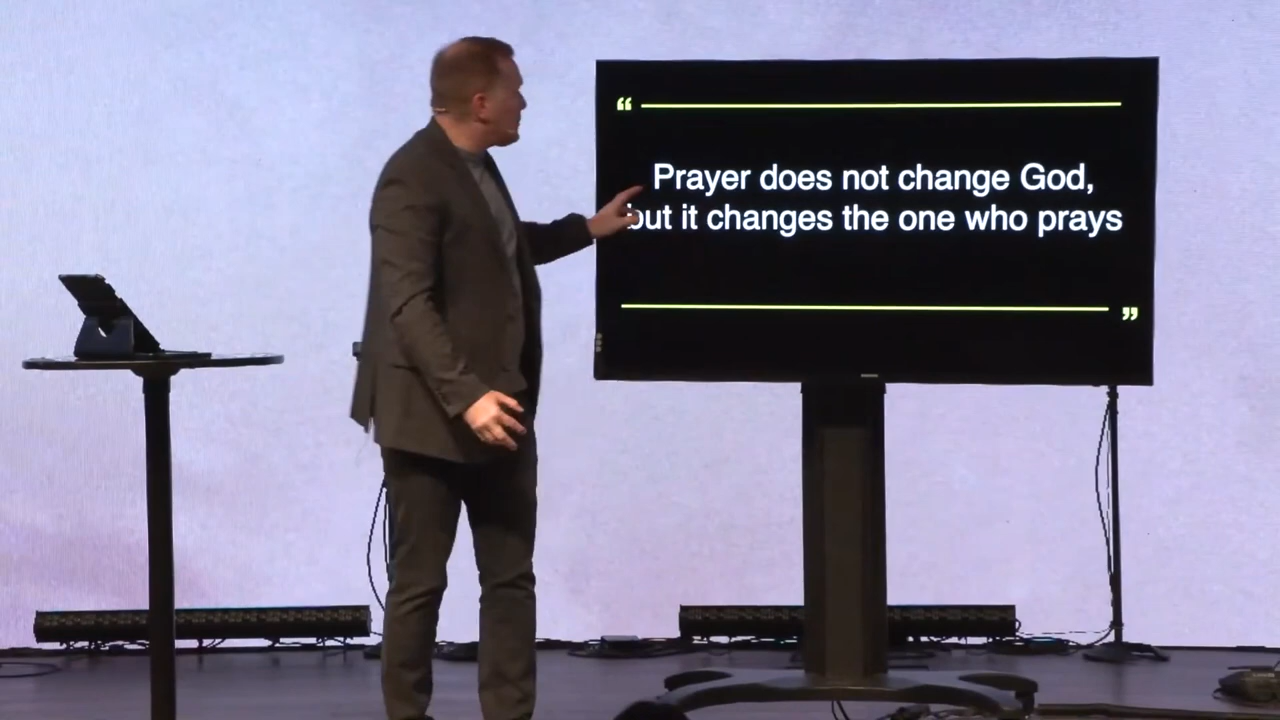 “
Prayer does not change God,
but it changes the one who prays
”